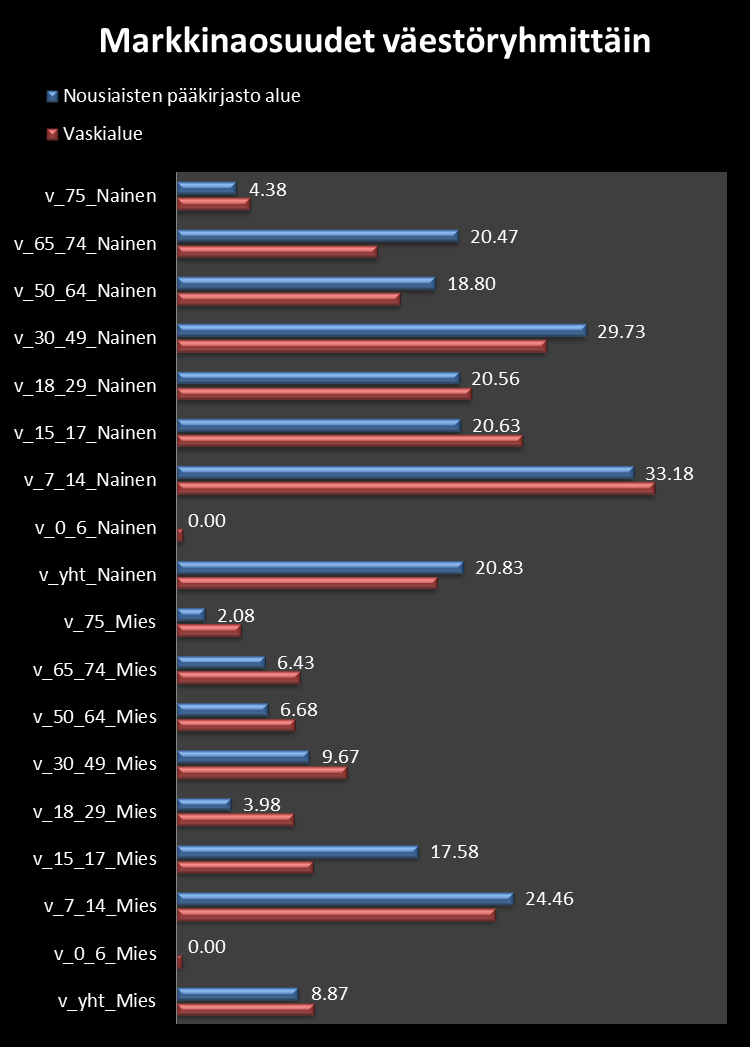 Markkinaosuudet väestöryhmittäin
Nousiaisten pääkirjasto alue
Vaskialue
v_75_Nainen 4.38
v_65_74_Nainen 20.47
v_50_64_Nainen 18.80
v_30_49_Nainen 29.73
v_18_29_Nainen 20.56
v_15_17_Nainen 20.63
v_7_14_Nainen 33.18
v_0_6_Nainen 0.00
v_yht_Nainen 20.83
v_75_Mies 2.08
v_65_74_Mies 6.43
v_50_64_Mies 6.68
v_30_49_Mies 9.67
v_18_29_Mies 3.98
v_15_17_Mies 17.58
v_7_14_Mies 24.46
v_0_6_Mies 0.00
v_yht_Mies 8.87